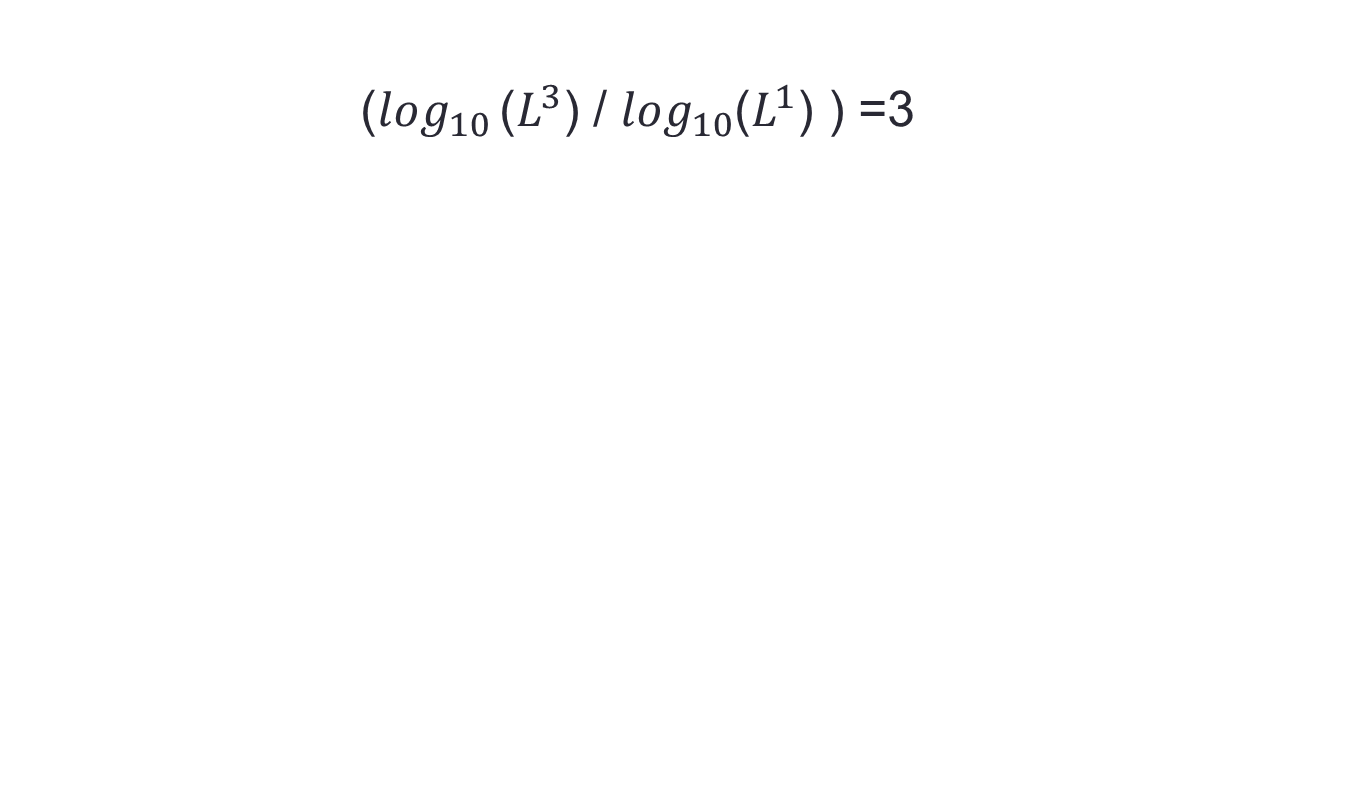 (log₁₀ (L³) / log₁₀(L¹) ) =3